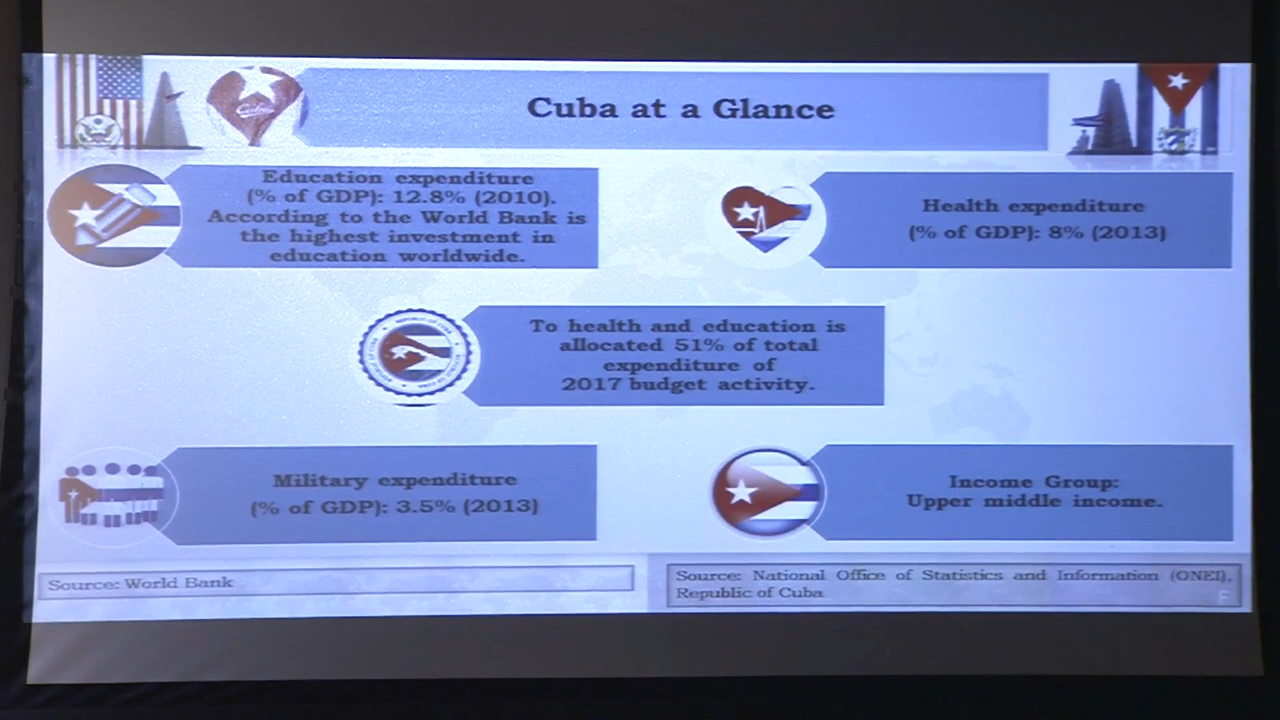 Cuba at a Glance
Education expenditure
(% of GDP): 12.8% (2010).
According to the World Bank is
the highest investment in
education worldwide.
Health expenditure
(% of GDP): 8% (2013)
To health and education is
allocated 51% of total
expenditure of
2017 budget activity.
Military expenditure
(% of GDP): 3.5% (2013)
Income Group:
Upper middle income.
Source: World Bank
Source: National Office of Statistics and Information (ONEI),
Republic of Cuba